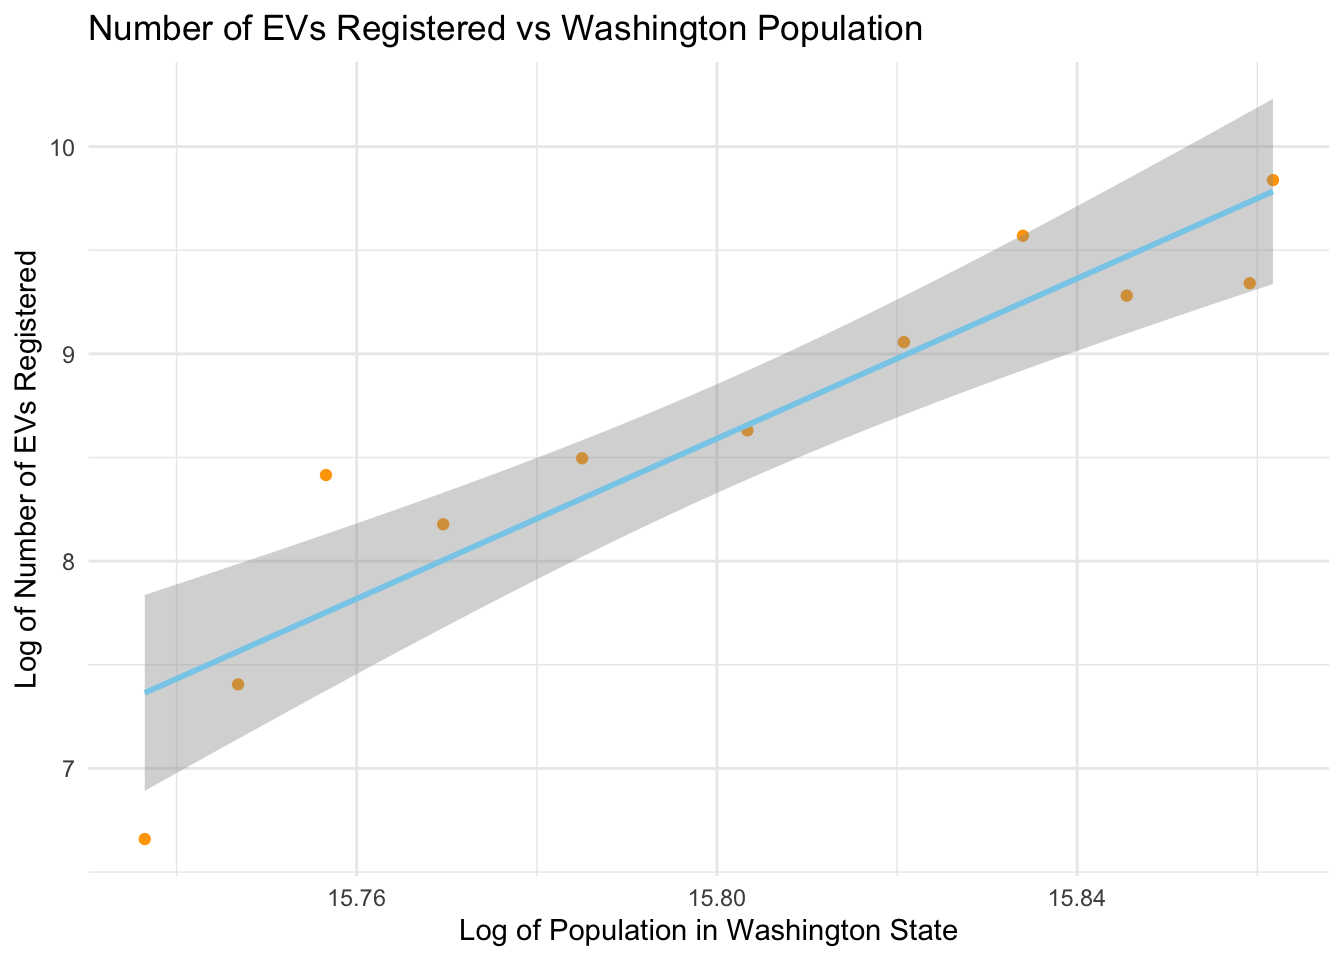 Number of EVs Registered vs Washington Population
Log of Number of EVs Registered
10
9
8
7
15.76
15.80
15.84
Log of Population in Washington State